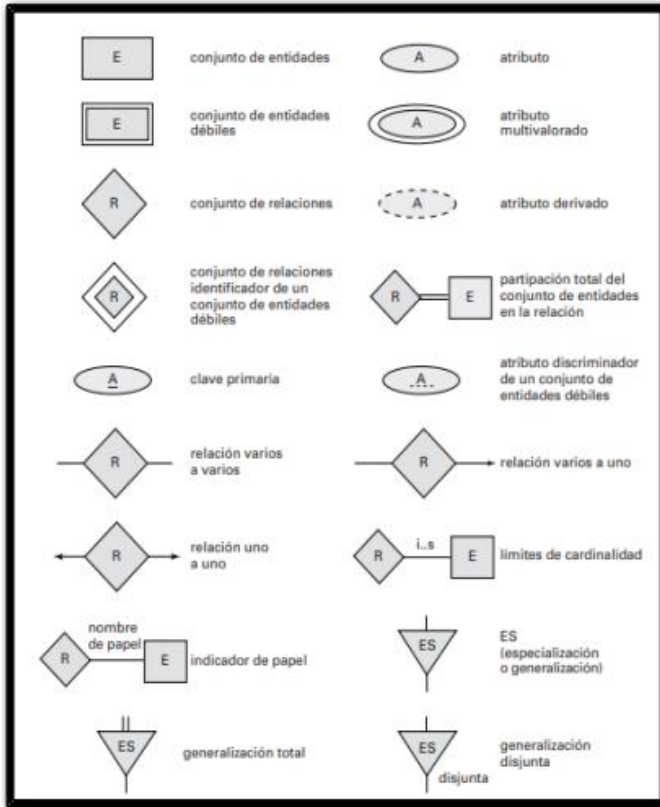 E
conjunto de entidades
A
atributo
E
conjunto de entidades
débiles
A
atributo
multivalorado
R
conjunto de relaciones
A
atributo derivado
R
conjunto de relaciones
identificador de un
conjunto de entidades
débiles
R
E
partipación total del
conjunto de entidades
en la relación
A
clave primaria
A
atributo discriminador
de un conjunto de
entidades débiles
R
relación varios
a varios
R
relación varios a uno
R
relación uno
a uno
R
i..s
E
límites de cardinalidad
nombre
de papel
R
E
indicador de papel
ES
ES
(especialización
o generalización)
ES
generalización total
ES
disjunta
generalización
disjunta